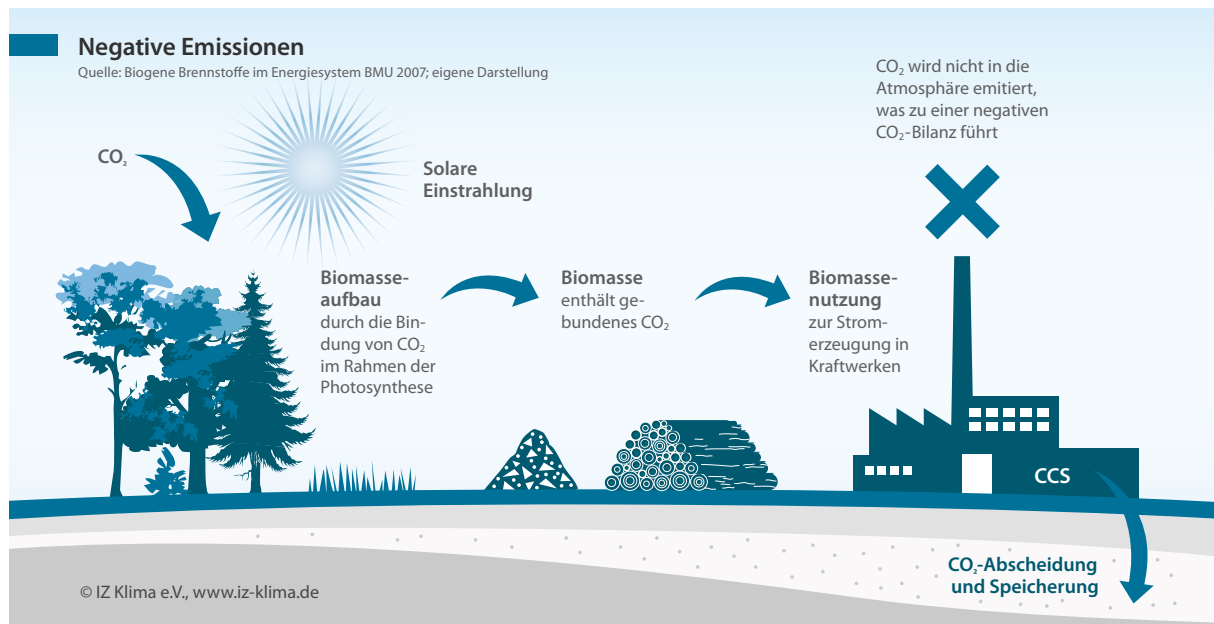 Negative Emissionen
Quelle: Biogene Brennstoffe im Energiesystem BMU 2007; eigene Darstellung
CO₂ wird nicht in die
Atmosphäre emitiert,
was zu einer negativen
CO₂-Bilanz führt
CO₂
Solare
Einstrahlung
Biomasse-
aufbau
durch die Bin-
dung von CO₂
im Rahmen der
Photosynthese
Biomasse
enthält ge-
bundenes CO₂
Biomasse-
nutzung
zur Strom-
erzeugung in
Kraftwerken
CCS
CO₂-Abscheidung
und Speicherung
© IZ Klima e.V., www.iz-klima.de